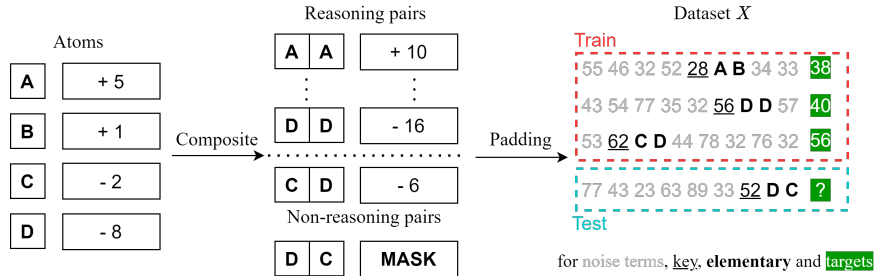 Atoms
A + 5
B + 1
C - 2
D - 8
Composite
Reasoning pairs
A A + 10
D D - 16
C D - 6
Non-reasoning pairs
D C MASK
Padding
Dataset X
Train
55 46 32 52 28 A B 34 33 38
43 54 77 35 32 56 D D 57 40
53 62 C D 44 78 32 76 32 56
77 43 23 63 89 33 52 D C ?
Test
for noise terms, key, elementary and targets